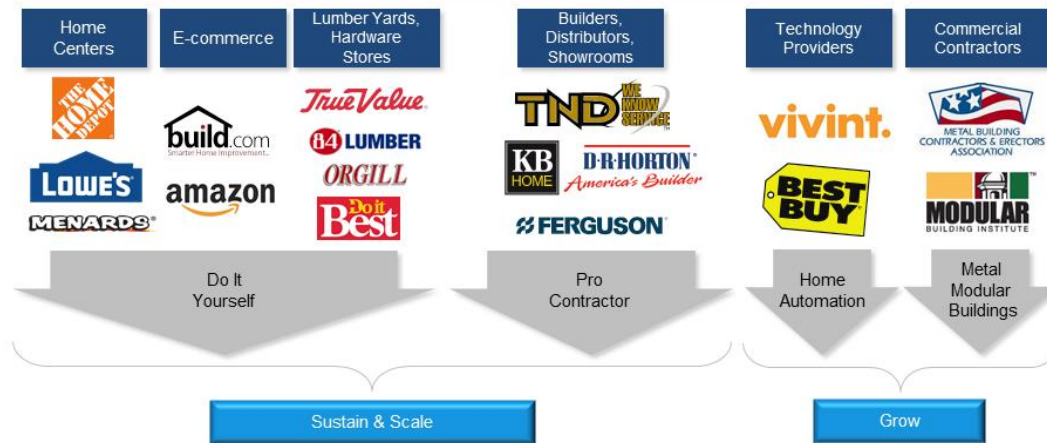 Home
Centers
E-commerce
Lumber Yards,
Hardware
Stores
Builders,
Distributors,
Showrooms
Technology
Providers
Commercial
Contractors
THE
HOME
DEPOT
LOWE'S
MENARDS®
build.com
Smarter Home Improvement™
amazon
True Value.
84 LUMBER
ORGILL
Do it
Best
TND WE
KNOW
SERVICE™
KB
HOME
D·R·HORTON®
America's Builder
FERGUSON®
vivint.
BEST
BUY
METAL BUILDING
CONTRACTORS & ERECTORS
ASSOCIATION
MODULAR
BUILDING INSTITUTE
Do It
Yourself
Pro
Contractor
Home
Automation
Metal
Modular
Buildings
Sustain & Scale
Grow